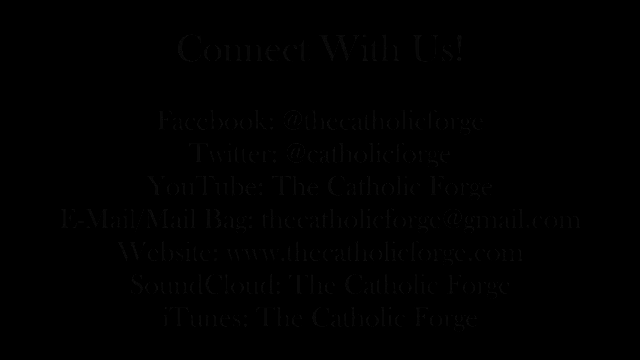 Connect With Us!
Facebook: @thecatholicforge
Twitter: @catholicforge
YouTube: The Catholic Forge
E-Mail/Mail Bag: thecatholicforge@gmail.com
Website: www.thecatholicforge.com
SoundCloud: The Catholic Forge
iTunes: The Catholic Forge